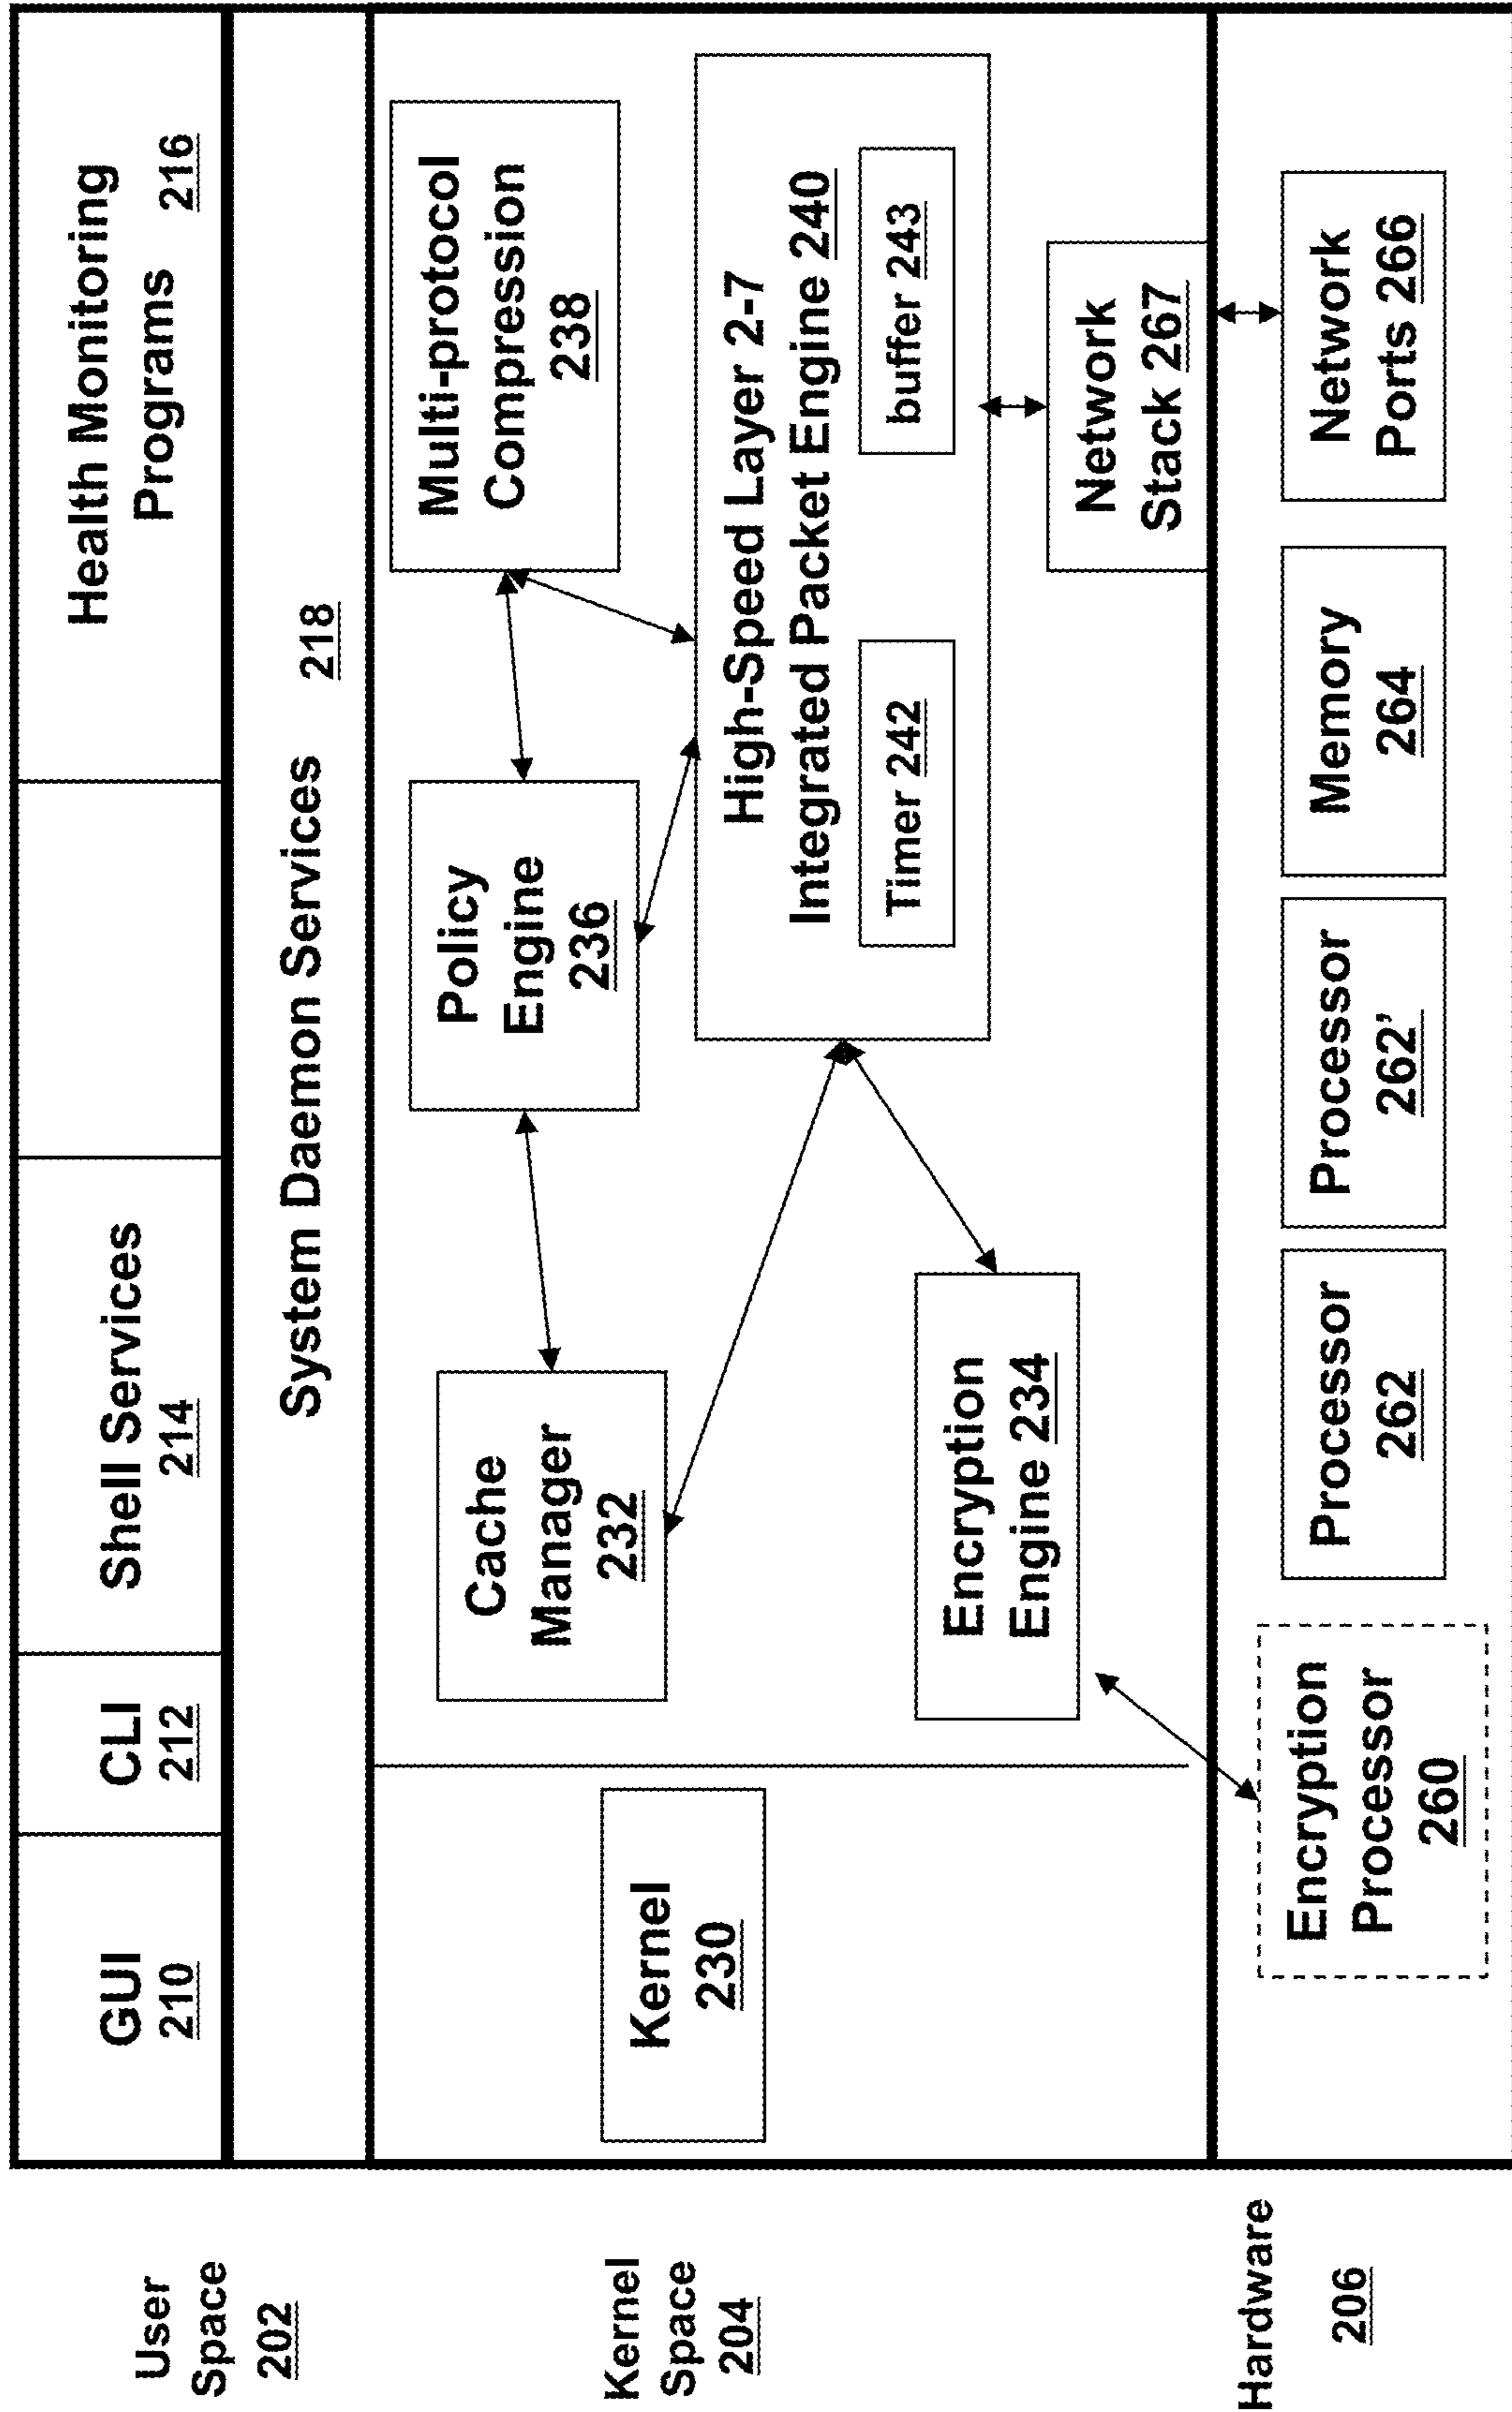 User
Space
202
GUI
210
CLI
212
Shell Services
214
Health Monitoring
Programs 216
System Daemon Services 218
Kernel
Space
204
Kernel
230
Cache
Manager
232
Policy
Engine
236
Multi-protocol
Compression
238
High-Speed Layer 2-7
Integrated Packet Engine 240
Timer 242
buffer 243
Encryption
Engine 234
Network
Stack 267
Hardware
206
Encryption
Processor
260
Processor
262
Processor
262’
Memory
264
Network
Ports 266